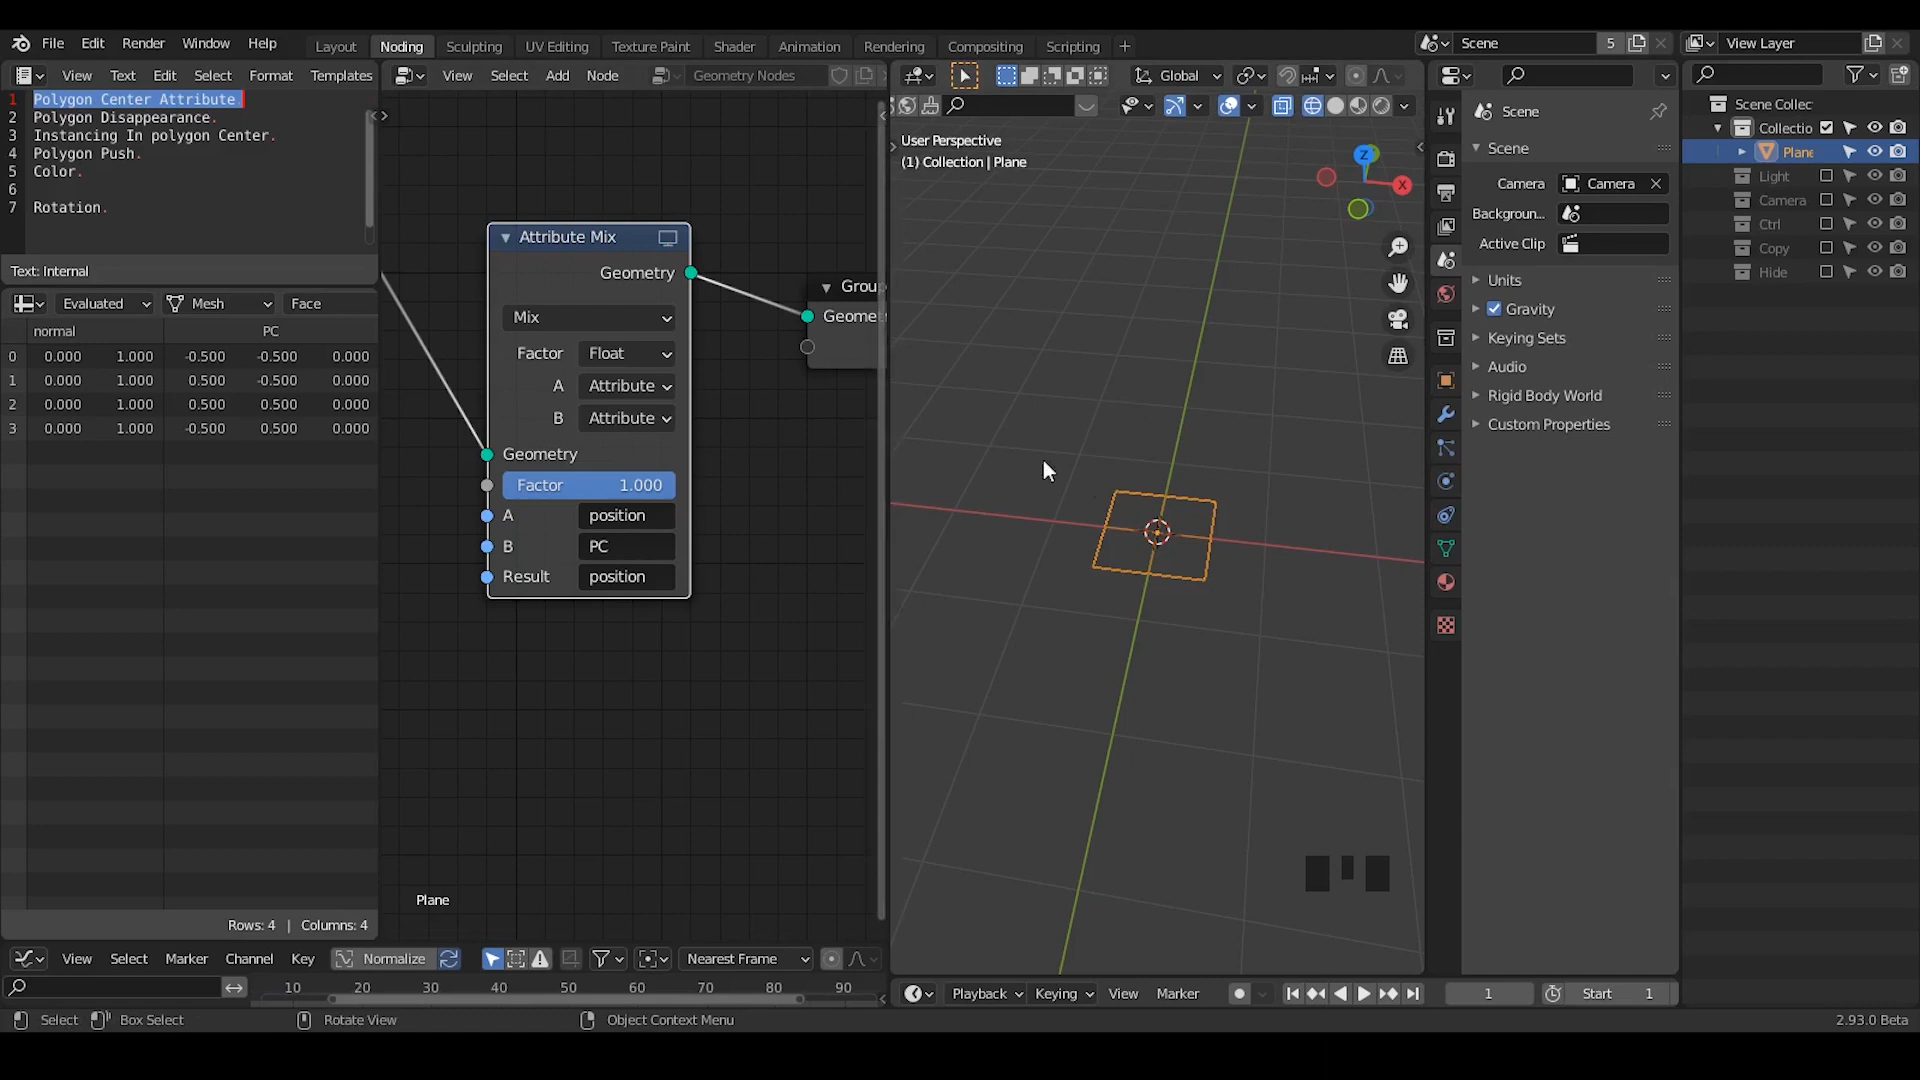 File Edit Render Window Help Layout Noding Sculpting UV Editing Texture Paint Shader Animation Rendering Compositing Scripting + Scene 5 View Layer
View Text Edit Select Format Templates
View Select Add Node Geometry Nodes
Global
1 Polygon Center Attribute
2 Polygon Disappearance.
3 Instancing In polygon Center.
4 Polygon Push.
5 Color.
6
7 Rotation.
Text: Internal
Evaluated Mesh Face
normal PC
0 0.000 1.000 -0.500 -0.500 0.000
1 0.000 1.000 0.500 -0.500 0.000
2 0.000 1.000 0.500 0.500 0.000
3 0.000 1.000 -0.500 0.500 0.000
Rows: 4 | Columns: 4
Attribute Mix
Geometry
Mix
Factor Float
A Attribute
B Attribute
Geometry
Factor 1.000
A position
B PC
Result position
Grou
Geome
Plane
User Perspective
(1) Collection | Plane
Z
X
Scene
Scene
Camera Camera
Backgroun...
Active Clip
Units
Gravity
Keying Sets
Audio
Rigid Body World
Custom Properties
Scene Collec
Collectio
Plane
Light
Camera
Ctrl
Copy
Hide
View Select Marker Channel Key Normalize Nearest Frame
10 20 30 40 50 60 70 80 90
Playback Keying View Marker 1 Start 1
Select Box Select Rotate View Object Context Menu 2.93.0 Beta